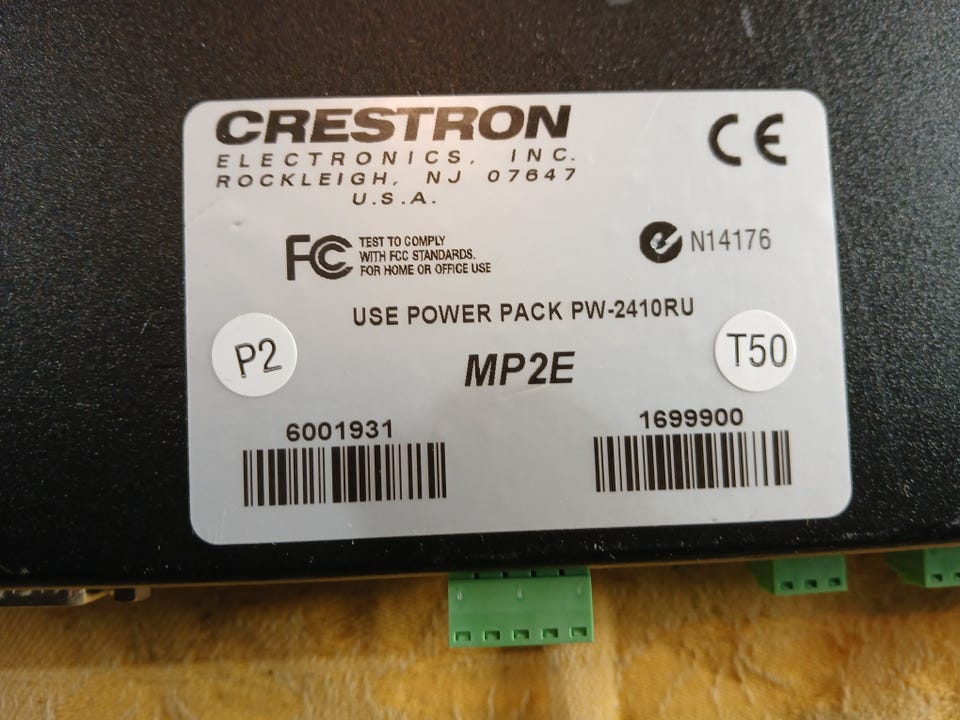 CRESTRON
ELECTRONICS, INC.
ROCKLEIGH, NJ 07647
U.S.A.
CE
FC
TEST TO COMPLY
WITH FCC STANDARDS.
FOR HOME OR OFFICE USE
N14176
USE POWER PACK PW-2410RU
P2
MP2E
T50
6001931
1699900